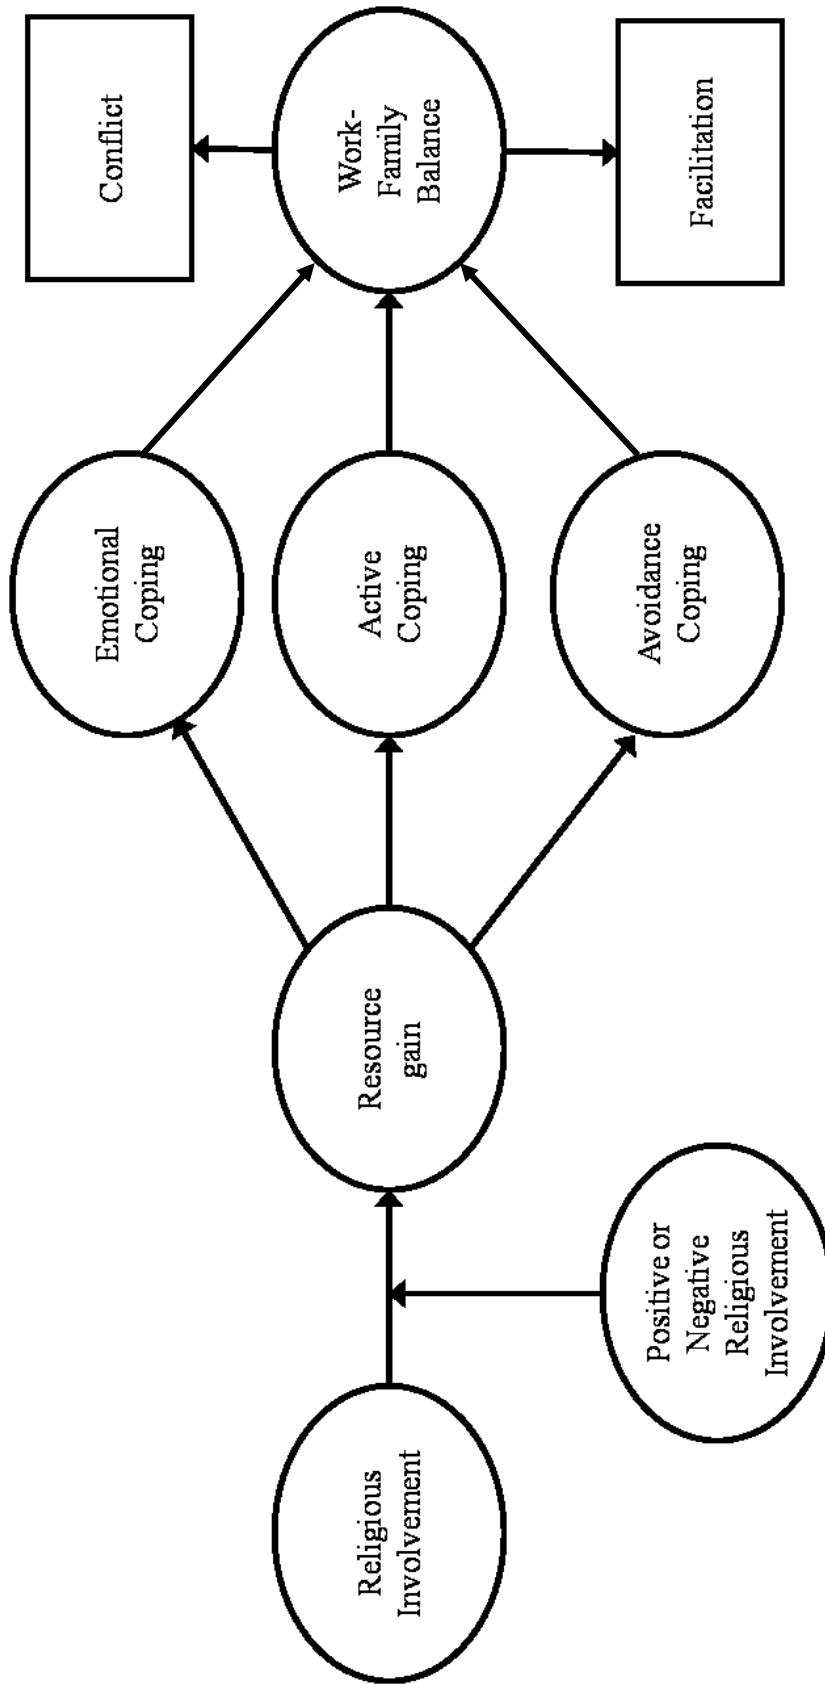 Religious
Involvement
Positive or
Negative
Religious
Involvement
Resource
gain
Emotional
Coping
Active
Coping
Avoidance
Coping
Conflict
Work-
Family
Balance
Facilitation